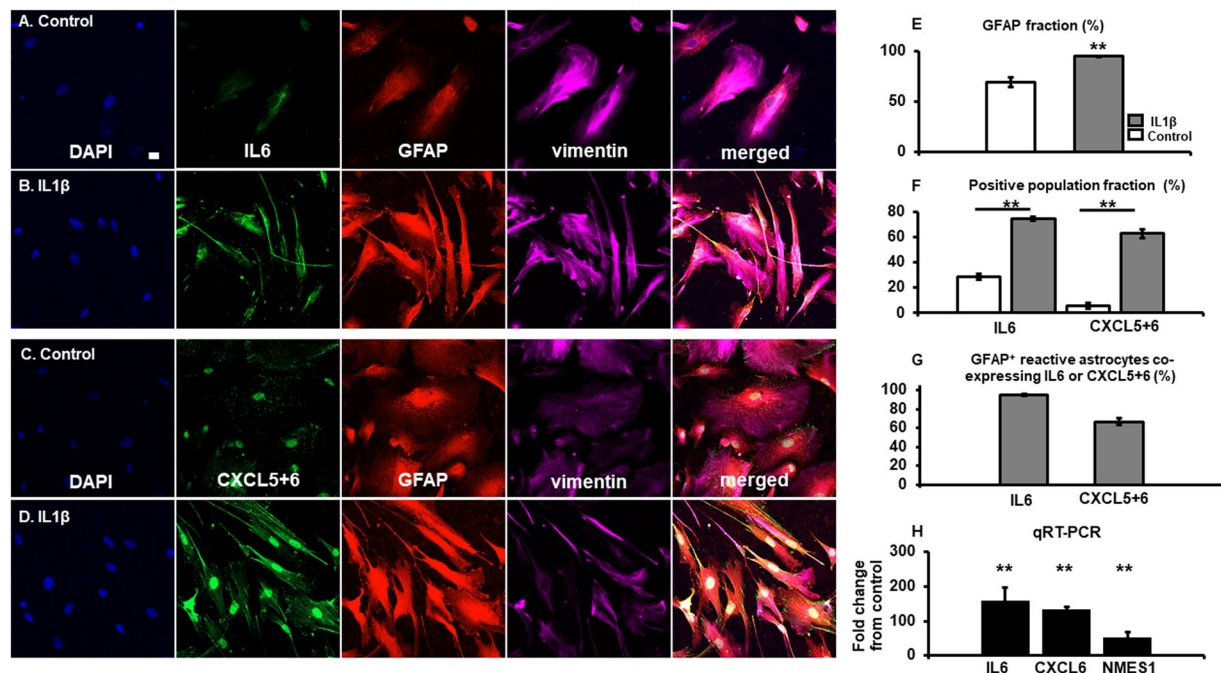 A. Control
DAPI
IL6
GFAP
vimentin
merged
B. IL1β
C. Control
DAPI
CXCL5+6
GFAP
vimentin
merged
D. IL1β
E GFAP fraction (%)
**
100
50
0
IL1β
Control
F Positive population fraction (%)
** **
80
60
40
20
0
IL6 CXCL5+6
G GFAP⁺ reactive astrocytes co-
expressing IL6 or CXCL5+6 (%)
100
80
60
40
20
0
IL6 CXCL5+6
H qRT-PCR
Fold change
from control
300
200
100
0
** ** **
IL6 CXCL6 NMES1